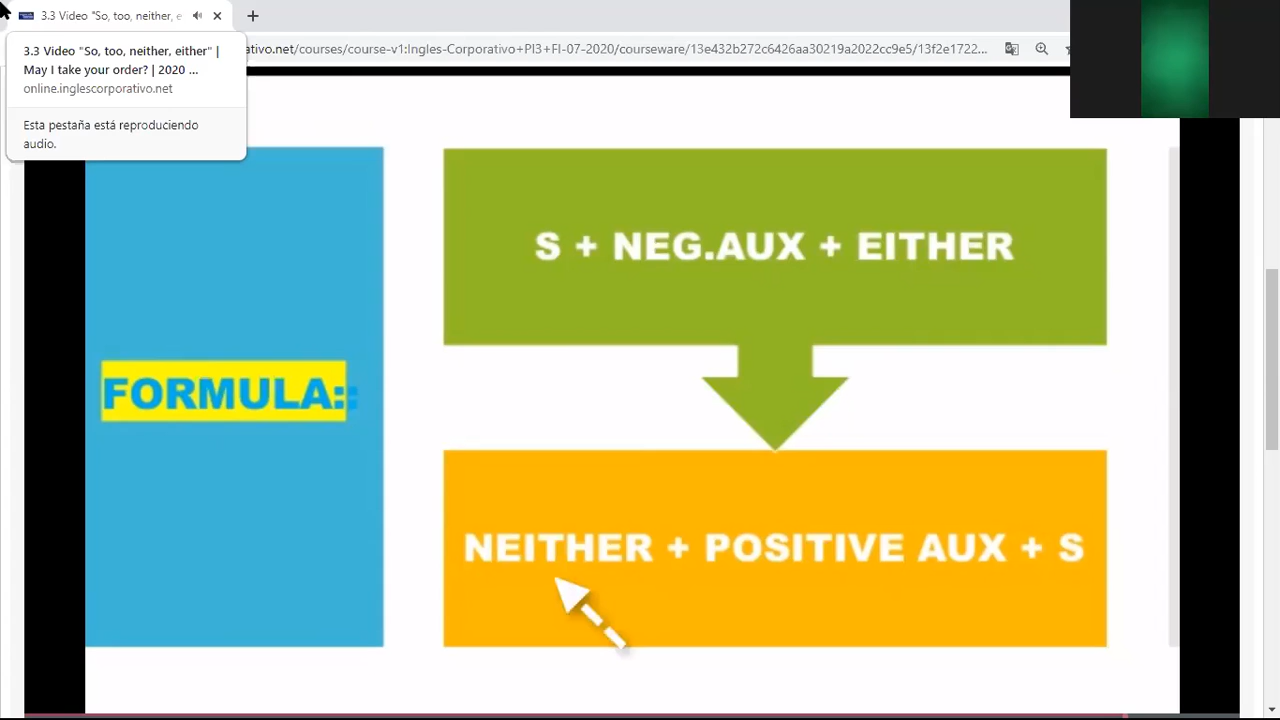 3.3 Video "So, too, neither, e
3.3 Video "So, too, neither, either" |
May I take your order? | 2020 ...
online.inglescorporativo.net
Esta pestaña está reproduciendo
audio.
ativo.net/courses/course-v1:Ingles-Corporativo+PI3+FI-07-2020/courseware/13e432b272c6426aa30219a2022cc9e5/13f2e1722...
S + NEG.AUX + EITHER
FORMULA::
NEITHER + POSITIVE AUX + S